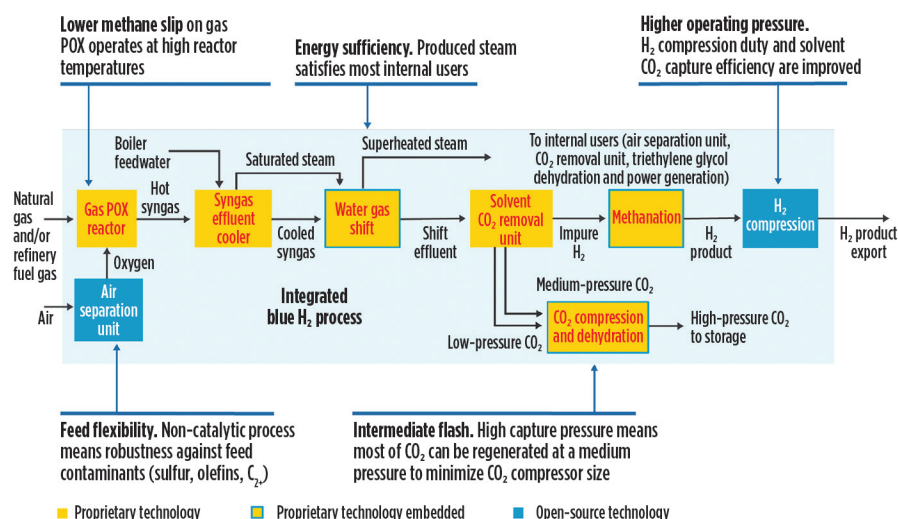 Lower methane slip on gas
POX operates at high reactor
temperatures
Energy sufficiency. Produced steam
satisfies most internal users
Higher operating pressure.
H₂ compression duty and solvent
CO₂ capture efficiency are improved
Boiler
feedwater
Saturated steam
Superheated steam
To internal users (air separation unit,
CO₂ removal unit, triethylene glycol
dehydration and power generation)
Natural
gas
and/or
refinery
fuel gas
Gas POX
reactor
Hot
syngas
Syngas
effluent
cooler
Cooled
syngas
Water gas
shift
Shift
effluent
Solvent
CO₂ removal
unit
Impure
H₂
Methanation
H₂
product
H₂
compression
H₂ product
export
Oxygen
Air
Air
separation
unit
Integrated
blue H₂ process
Medium-pressure CO₂
Low-pressure CO₂
CO₂ compression
and dehydration
High-pressure CO₂
to storage
Feed flexibility. Non-catalytic process
means robustness against feed
contaminants (sulfur, olefins, C₂₊)
Intermediate flash. High capture pressure means
most of CO₂ can be regenerated at a medium
pressure to minimize CO₂ compressor size
Proprietary technology
Proprietary technology embedded
Open-source technology